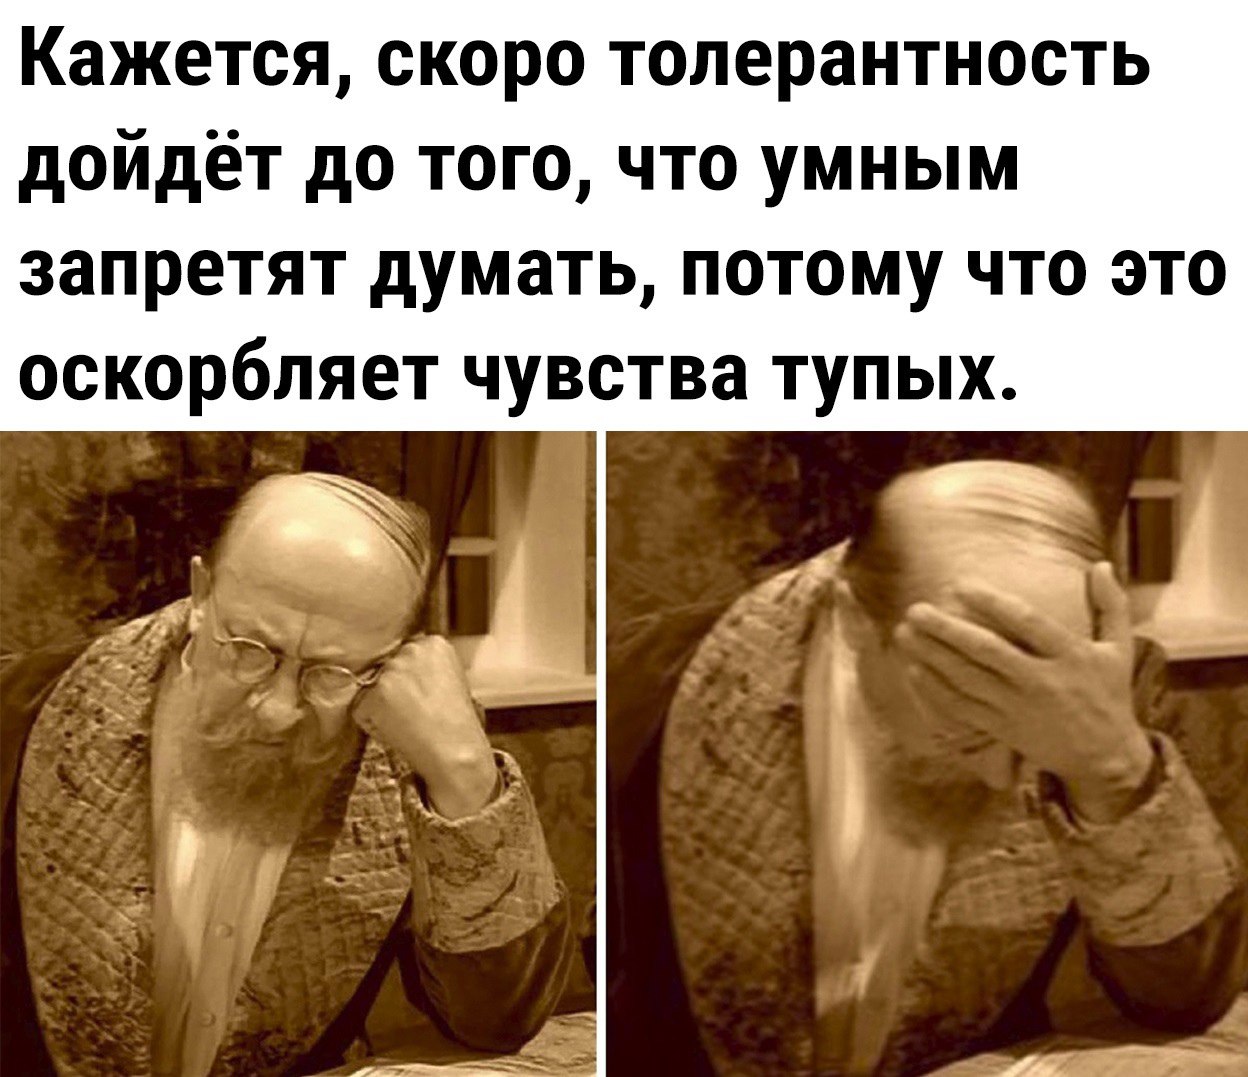 Кажется, скоро толерантность
дойдёт до того, что умным
запретят думать, потому что это
оскорбляет чувства тупых.